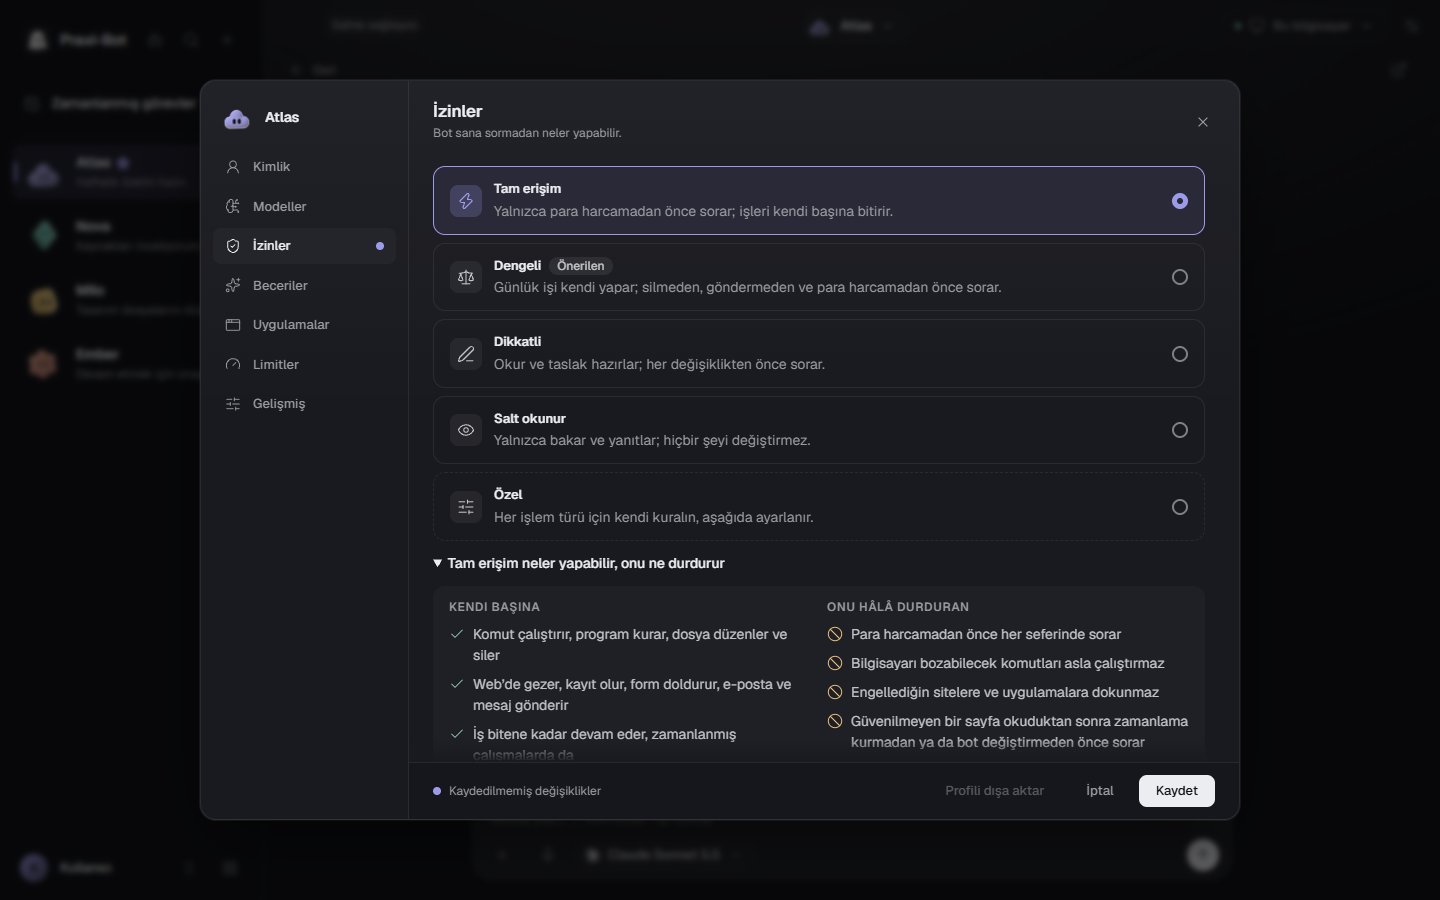 Atlas
Kimlik
Modeller
İzinler
Beceriler
Uygulamalar
Limitler
Gelişmiş
İzinler
Bot sana sormadan neler yapabilir.
Tam erişim
Yalnızca para harcamadan önce sorar; işleri kendi başına bitirir.
Dengeli Önerilen
Günlük işi kendi yapar; silmeden, göndermeden ve para harcamadan önce sorar.
Dikkatli
Okur ve taslak hazırlar; her değişiklikten önce sorar.
Salt okunur
Yalnızca bakar ve yanıtlar; hiçbir şeyi değiştirmez.
Özel
Her işlem türü için kendi kuralın, aşağıda ayarlanır.
Tam erişim neler yapabilir, onu ne durdurur
KENDI BAŞINA
Komut çalıştırır, program kurar, dosya düzenler ve
siler
Web'de gezer, kayıt olur, form doldurur, e-posta ve
mesaj gönderir
İş bitene kadar devam eder, zamanlanmış
çalışmalarda da
ONU HÂLÂ DURDURAN
Para harcamadan önce her seferinde sorar
Bilgisayarı bozabilecek komutları asla çalıştırmaz
Engellediğin sitelere ve uygulamalara dokunmaz
Güvenilmeyen bir sayfa okuduktan sonra zamanlama
kurmadan ya da bot değiştirmeden önce sorar
Kaydedilmemiş değişiklikler
Profili dışa aktar
İptal
Kaydet